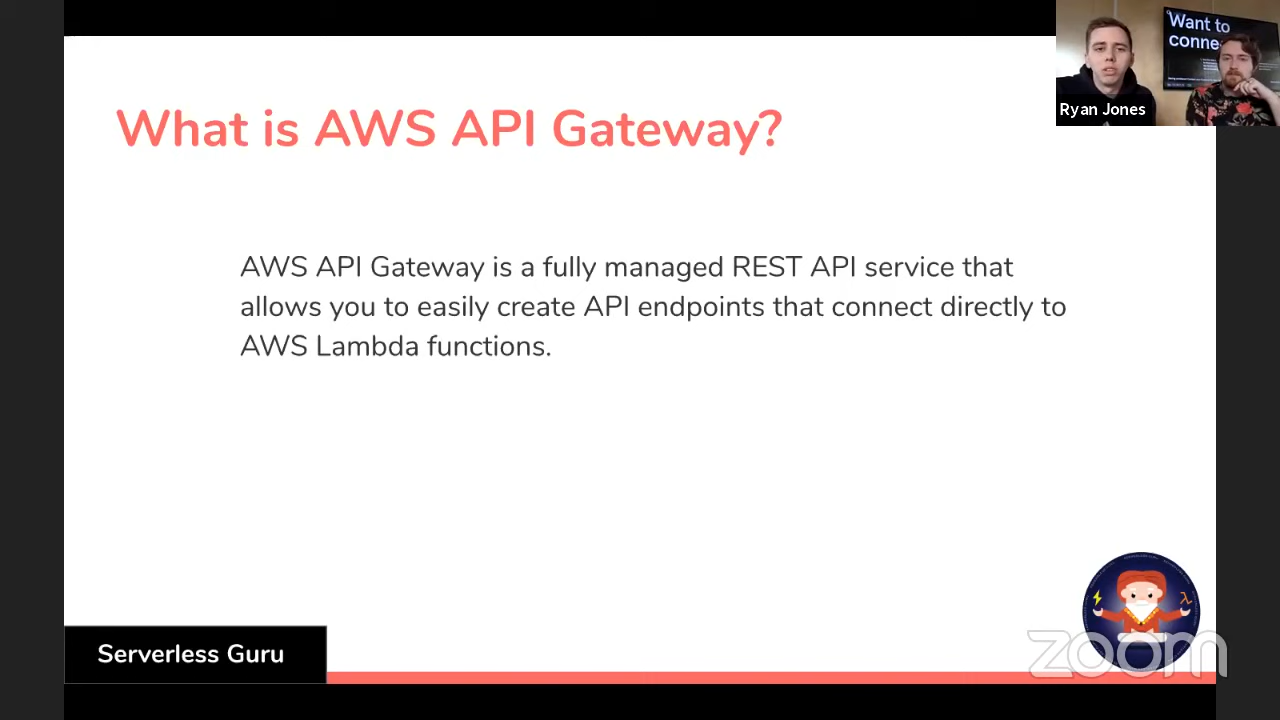 What is AWS API Gateway?
AWS API Gateway is a fully managed REST API service that
allows you to easily create API endpoints that connect directly to
AWS Lambda functions.
Want to
conne
Ryan Jones
Serverless Guru
zoom